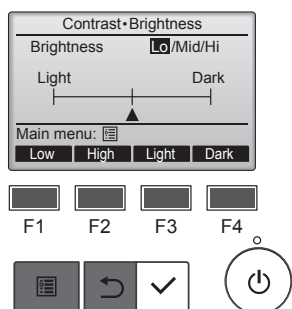 Contrast•Brightness
Brightness Lo/Mid/Hi
Light Dark
Main menu:
Low High Light Dark
F1 F2 F3 F4